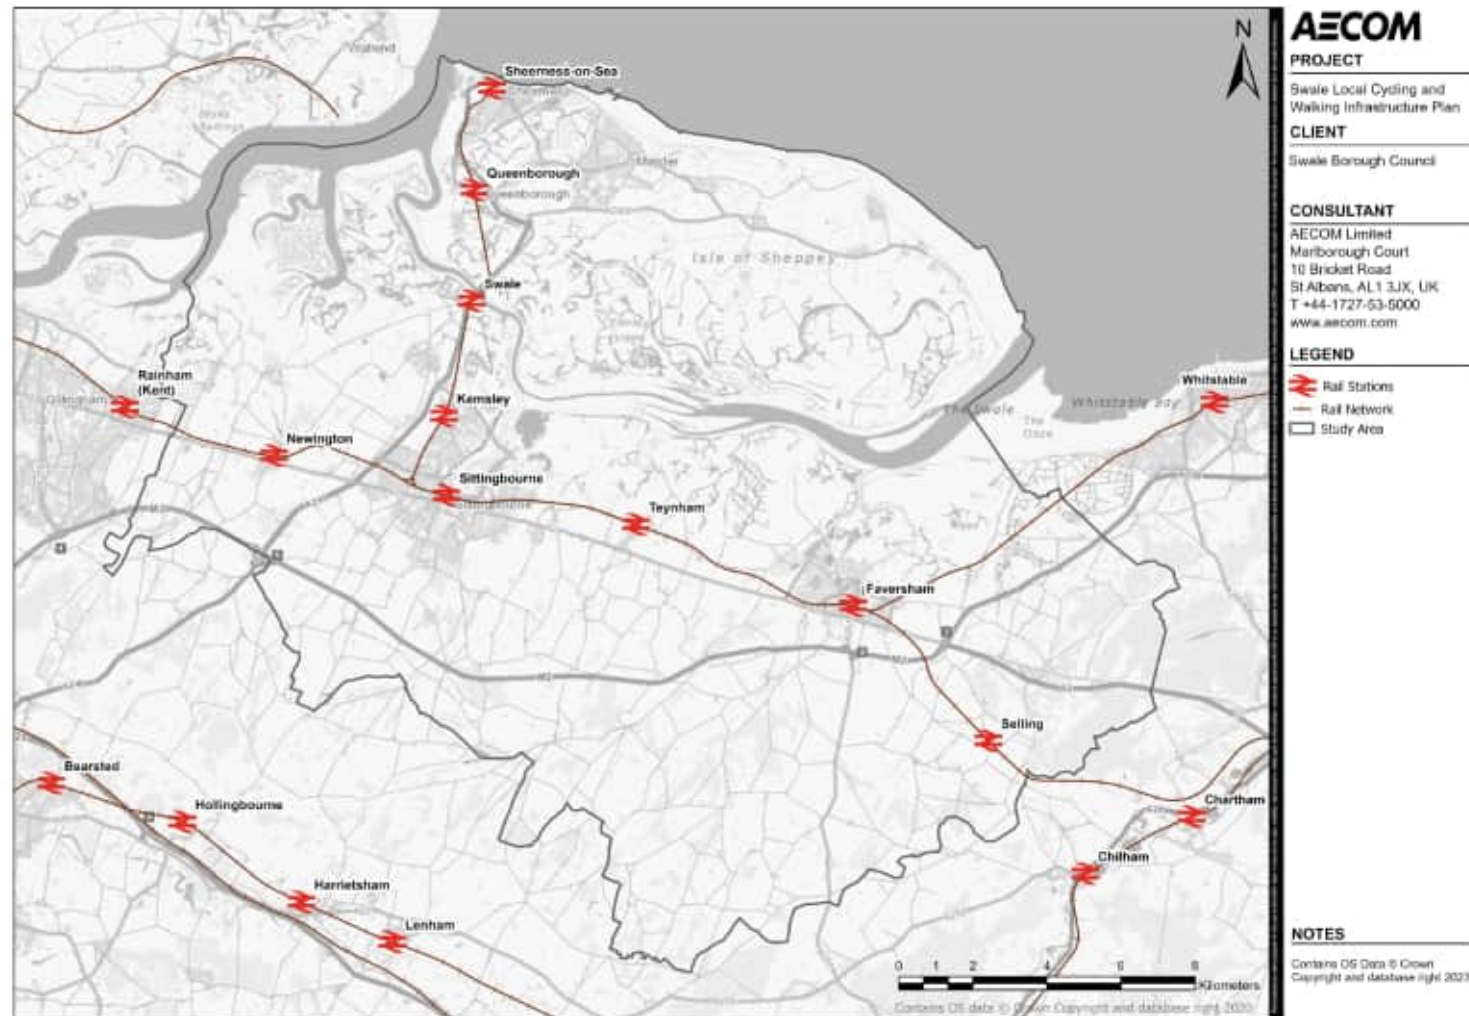 Sheerness-on-Sea
Queenborough
Isle of Sheppey
Swale
Rainham
(Kent)
Kemsley
Newington
Sittingbourne
Teynham
Faversham
The Swale
Whitstable Bay
Whitstable
The
Selling
Bearsted
Hollingbourne
Harrietsham
Lenham
Chartham
Chilham
M2
N
0 1 2 4 6 8
Kilometers
Contains OS data © Crown Copyright and database right 2020
AECOM
PROJECT
Swale Local Cycling and
Walking Infrastructure Plan
CLIENT
Swale Borough Council
CONSULTANT
AECOM Limited
Marlborough Court
10 Bricket Road
St Albans, AL1 3JX, UK
T +44-1727-53-5000
www.aecom.com
LEGEND
Rail Stations
Rail Network
Study Area
NOTES
Contains OS Data © Crown
Copyright and database right 2023